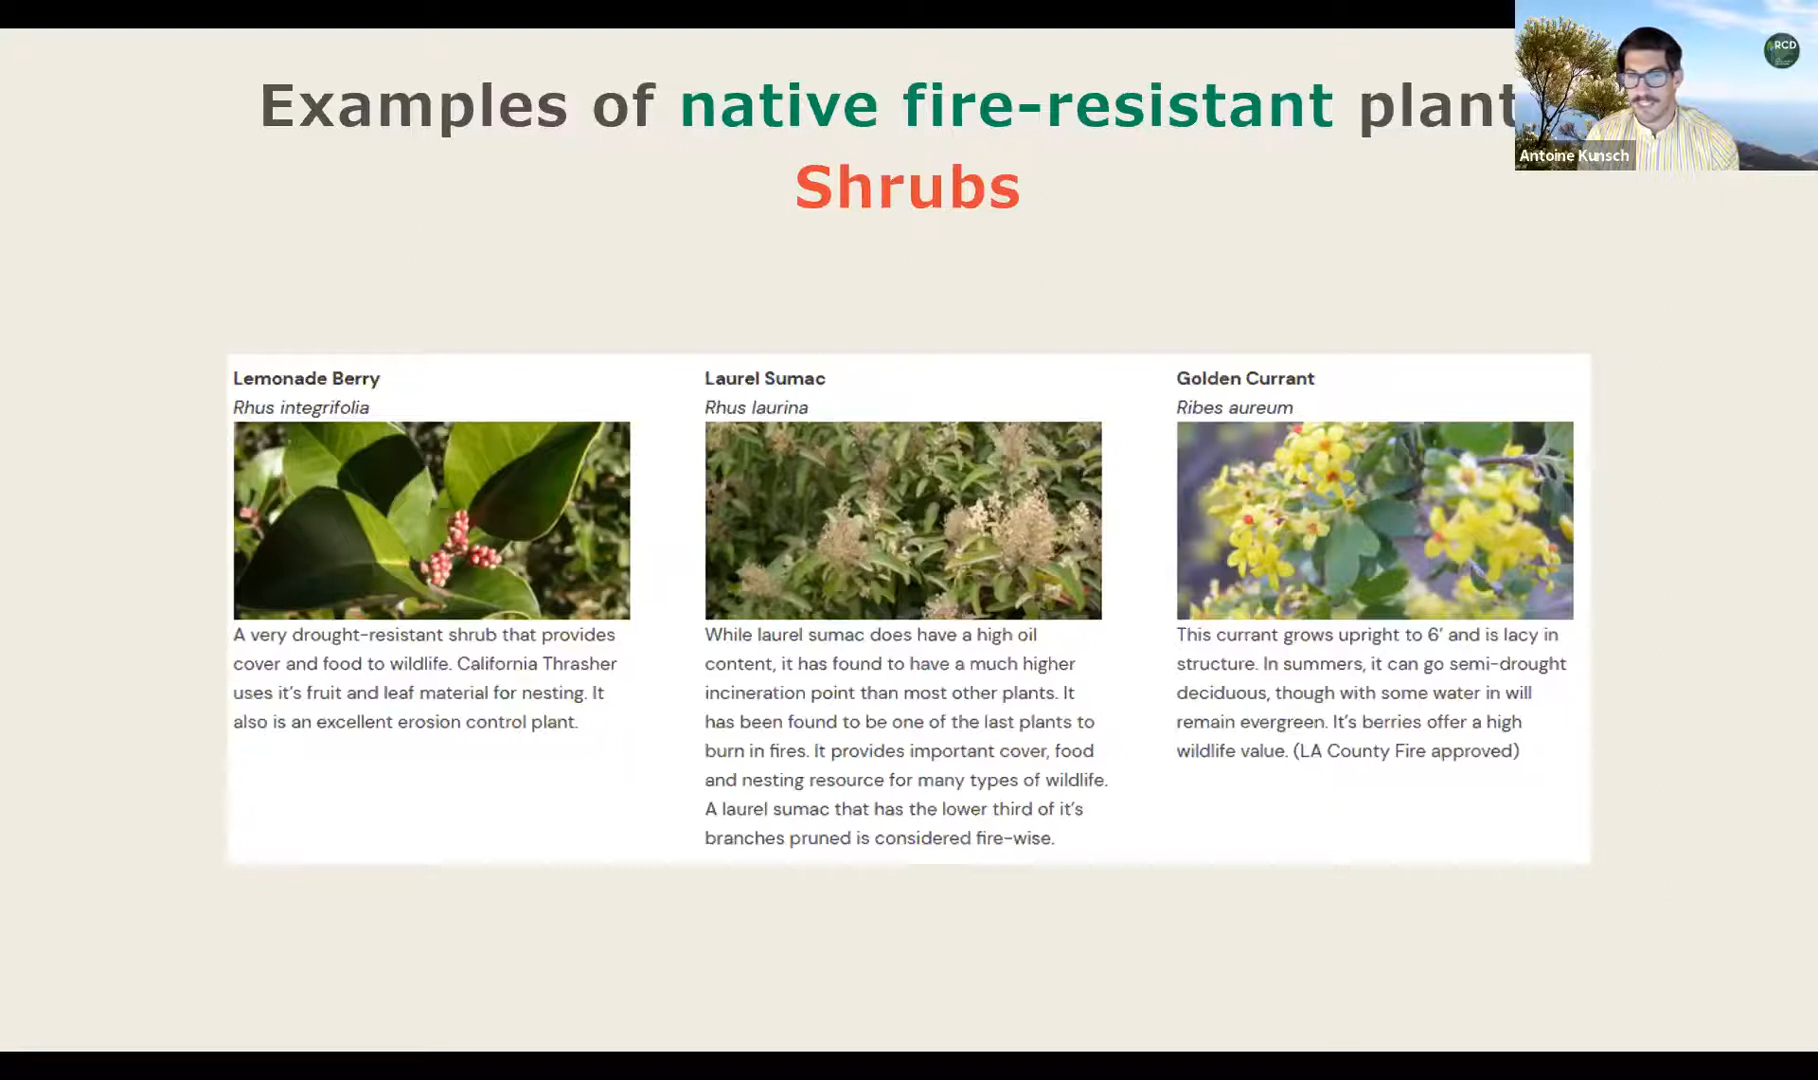 Examples of native fire-resistant plant
Shrubs
RCD
Antoine Kunsch
Lemonade Berry
Rhus integrifolia
A very drought-resistant shrub that provides
cover and food to wildlife. California Thrasher
uses it's fruit and leaf material for nesting. It
also is an excellent erosion control plant.
Laurel Sumac
Rhus laurina
While laurel sumac does have a high oil
content, it has found to have a much higher
incineration point than most other plants. It
has been found to be one of the last plants to
burn in fires. It provides important cover, food
and nesting resource for many types of wildlife.
A laurel sumac that has the lower third of it's
branches pruned is considered fire-wise.
Golden Currant
Ribes aureum
This currant grows upright to 6' and is lacy in
structure. In summers, it can go semi-drought
deciduous, though with some water in will
remain evergreen. It's berries offer a high
wildlife value. (LA County Fire approved)